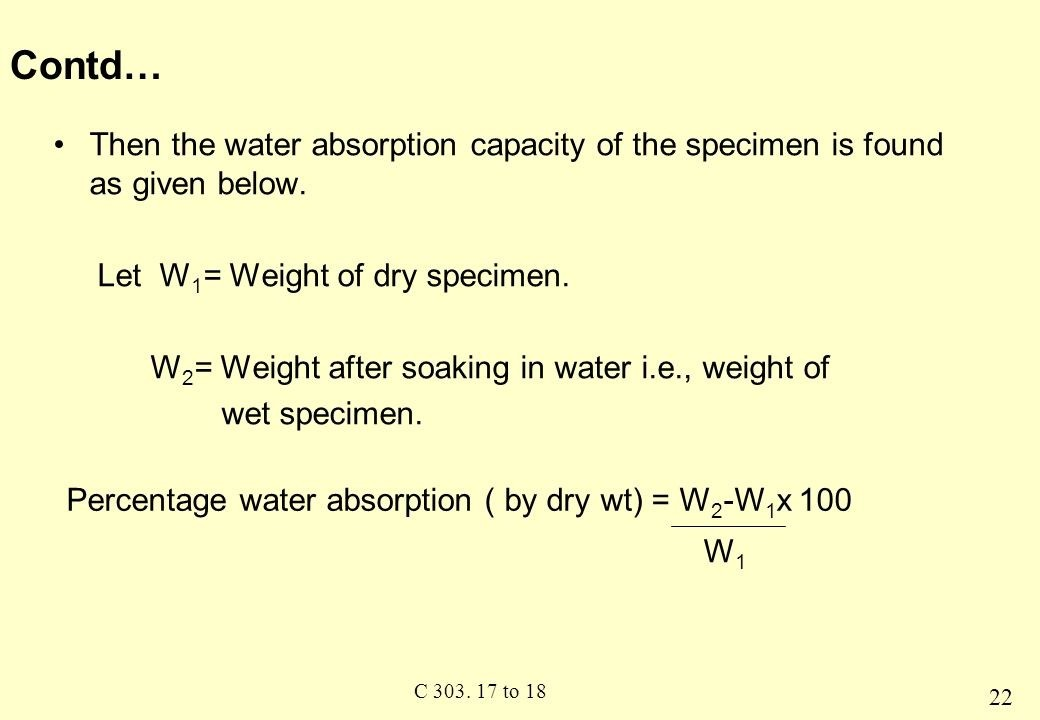 Contd…
• Then the water absorption capacity of the specimen is found
as given below.
Let W₁= Weight of dry specimen.
W₂= Weight after soaking in water i.e., weight of
wet specimen.
Percentage water absorption ( by dry wt) = W₂-W₁x 100
W₁
C 303. 17 to 18
22